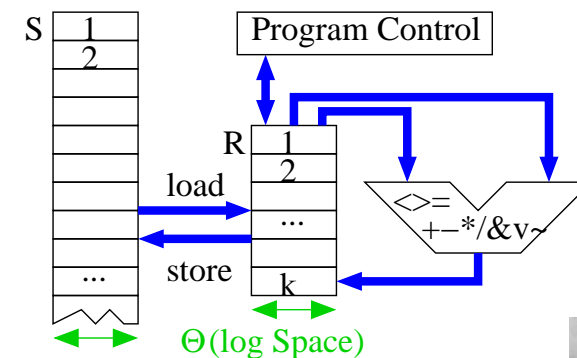 S 1
2
...
Program Control
R 1
2
...
k
load
store
<>=
+−*/&v~
Θ(log Space)